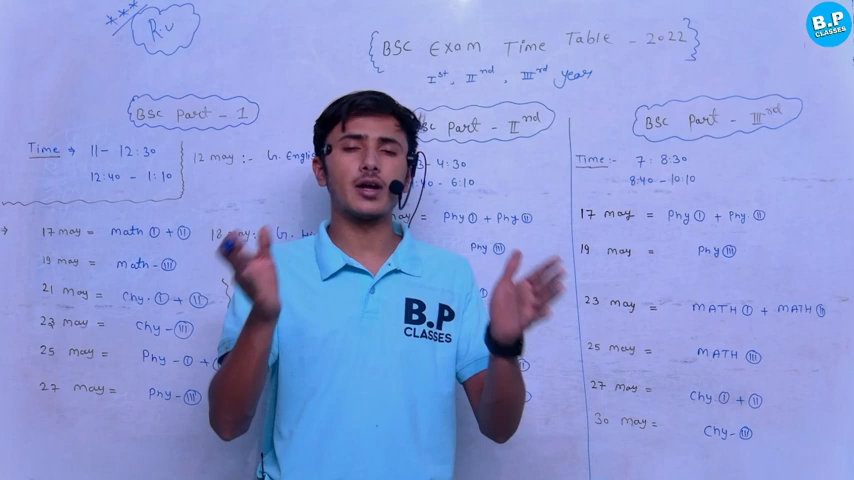 R.U
B.P
CLASSES
BSC Exam Time Table - 2022
Ist, IInd, IIIrd year
BSC Part - I
Time → 11 - 12:30
12:40 - 1:10
12 may :- G. English
17 may = Math I + II
18 may :- G. H
19 may = Math - III
21 may = Chy - I + II
23 may = Chy - III
25 may = Phy - I +
27 may = Phy - III
BSC Part - IInd
3 - 4:30
:40 - 6:10
may = Phy I + Phy II
Phy III
BSC Part - IIIrd
Time :- 7 : 8:30
8:40 - 10:10
17 may = Phy I + Phy. II
19 may = Phy III
23 may = MATH I + MATH II
25 may = MATH III
27 may = Chy. I + II
30 may = Chy - III
B.P
CLASSES